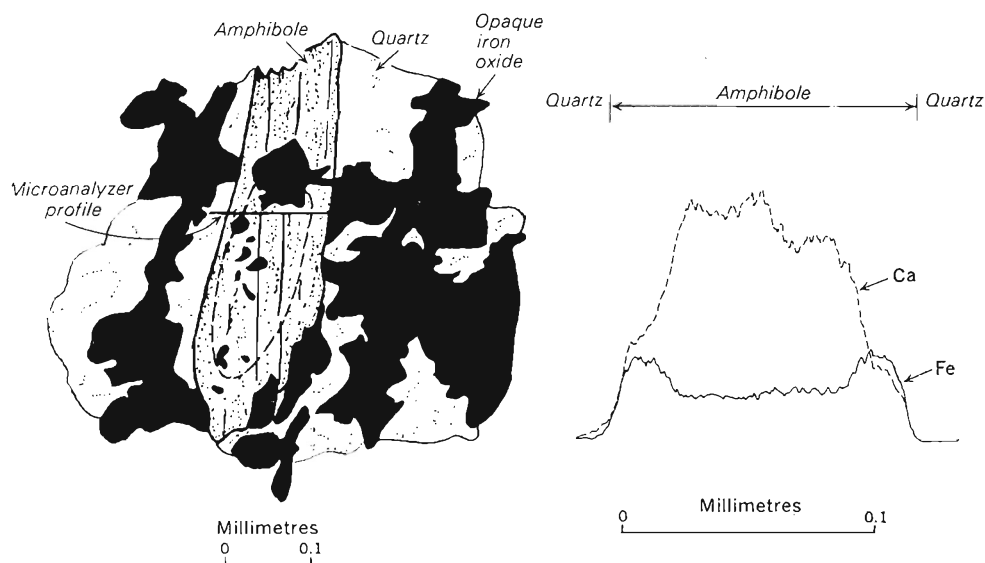 Amphibole
Quartz
Opaque
iron
oxide
Microanalyzer
profile
Millimetres
0 0.1
Quartz
Amphibole
Quartz
Ca
Fe
Millimetres
0 0.1